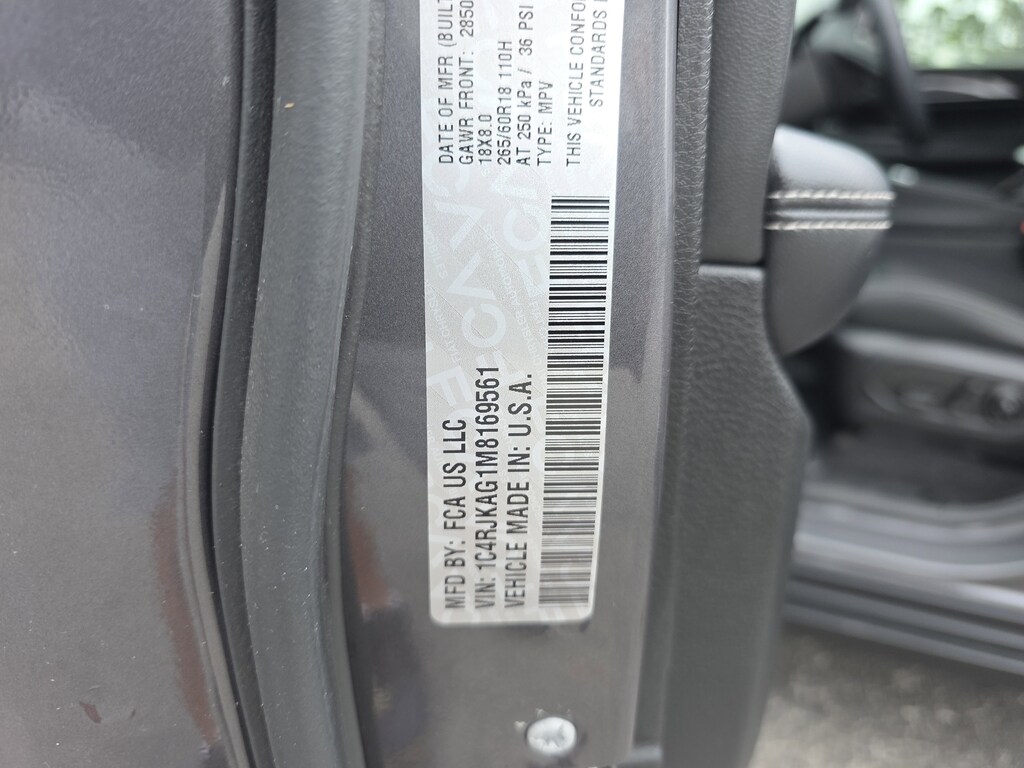 MFD BY: FCA US LLC
VIN: 1C4RJKAG1M8169561
VEHICLE MADE IN: U.S.A.
DATE OF MFR (BUILT
GAWR FRONT: 2850
18X8.0
265/60R18 110H
AT 250 kPa / 36 PSI
TYPE: MPV
THIS VEHICLE CONFO
STANDARDS